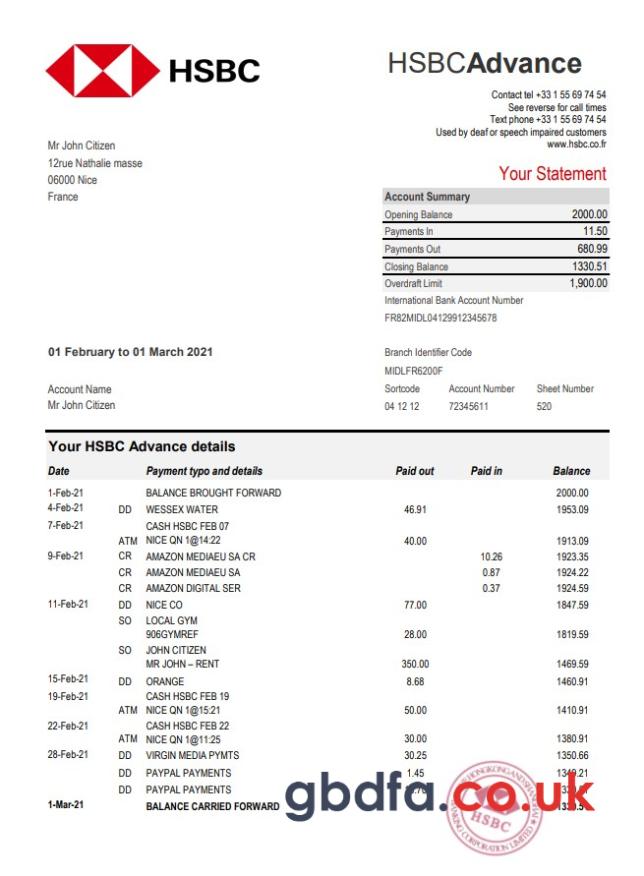 HSBC
HSBCAdvance
Contact tel +33 1 55 69 74 54
See reverse for call times
Text phone +33 1 55 69 74 54
Used by deaf or speech impaired customers
www.hsbc.co.fr
Mr John Citizen
12rue Nathalie masse
06000 Nice
France
Your Statement
Account Summary
Opening Balance 2000.00
Payments In 11.50
Payments Out 680.99
Closing Balance 1330.51
Overdraft Limit 1,900.00
International Bank Account Number
FR82MIDL04129912345678
01 February to 01 March 2021
Branch Identifier Code
MIDLFR6200F
Account Name
Mr John Citizen
Sortcode Account Number Sheet Number
04 12 12 72345611 520
Your HSBC Advance details
Date Payment typo and details Paid out Paid in Balance
1-Feb-21 BALANCE BROUGHT FORWARD 2000.00
4-Feb-21 DD WESSEX WATER 46.91 1953.09
7-Feb-21 CASH HSBC FEB 07
ATM NICE QN 1@14:22 40.00 1913.09
9-Feb-21 CR AMAZON MEDIAEU SA CR 10.26 1923.35
CR AMAZON MEDIAEU SA 0.87 1924.22
CR AMAZON DIGITAL SER 0.37 1924.59
11-Feb-21 DD NICE CO 77.00 1847.59
SO LOCAL GYM
906GYMREF 28.00 1819.59
SO JOHN CITIZEN
MR JOHN – RENT 350.00 1469.59
15-Feb-21 DD ORANGE 8.68 1460.91
19-Feb-21 CASH HSBC FEB 19
ATM NICE QN 1@15:21 50.00 1410.91
22-Feb-21 CASH HSBC FEB 22
ATM NICE QN 1@11:25 30.00 1380.91
28-Feb-21 DD VIRGIN MEDIA PYMTS 30.25 1350.66
DD PAYPAL PAYMENTS 1.45 1349.21
DD PAYPAL PAYMENTS
1-Mar-21 BALANCE CARRIED FORWARD
gbdfa.co.uk
HSBC